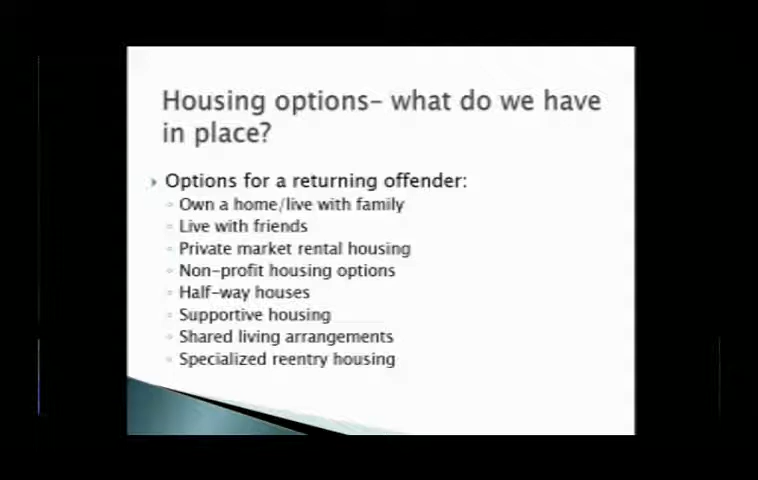 Housing options– what do we have
in place?
Options for a returning offender:
Own a home/live with family
Live with friends
Private market rental housing
Non-profit housing options
Half-way houses
Supportive housing
Shared living arrangements
Specialized reentry housing